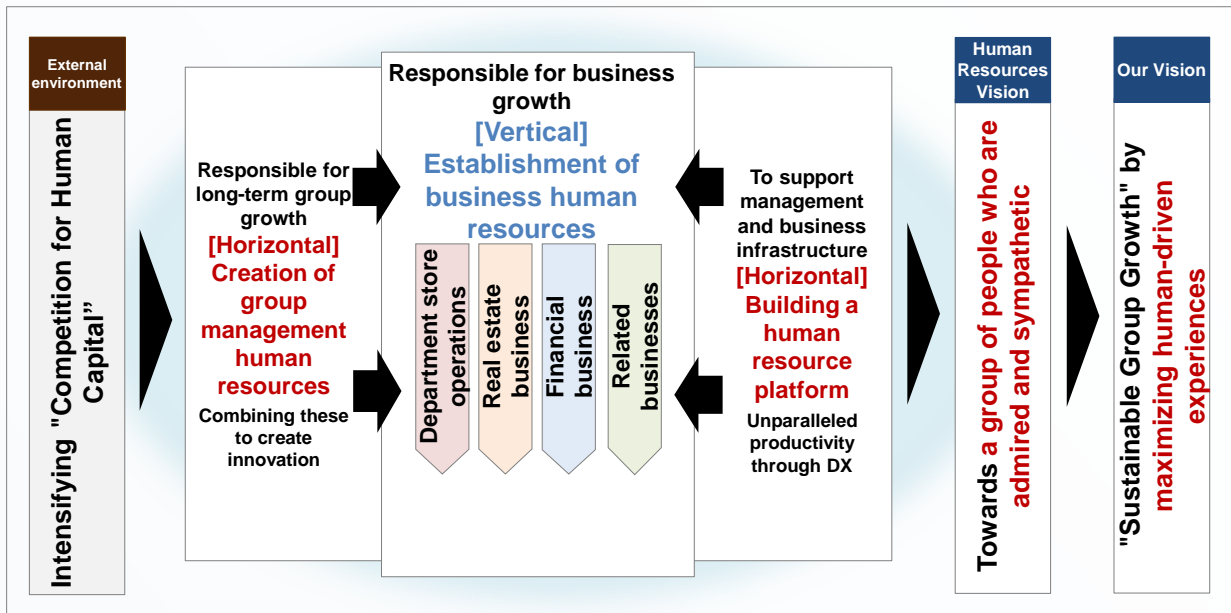 External
environment
Intensifying "Competition for Human
Capital”
Responsible for
long-term group
growth
[Horizontal]
Creation of
group
management
human
resources
Combining these
to create
innovation
Responsible for business
growth
[Vertical]
Establishment of
business human
resources
Department store
operations
Real estate
business
Financial
business
Related
businesses
To support
management
and business
infrastructure
[Horizontal]
Building a
human
resource
platform
Unparalleled
productivity
through DX
Human
Resources
Vision
Towards a group of people who are
admired and sympathetic
Our Vision
"Sustainable Group Growth" by
maximizing human-driven
experiences